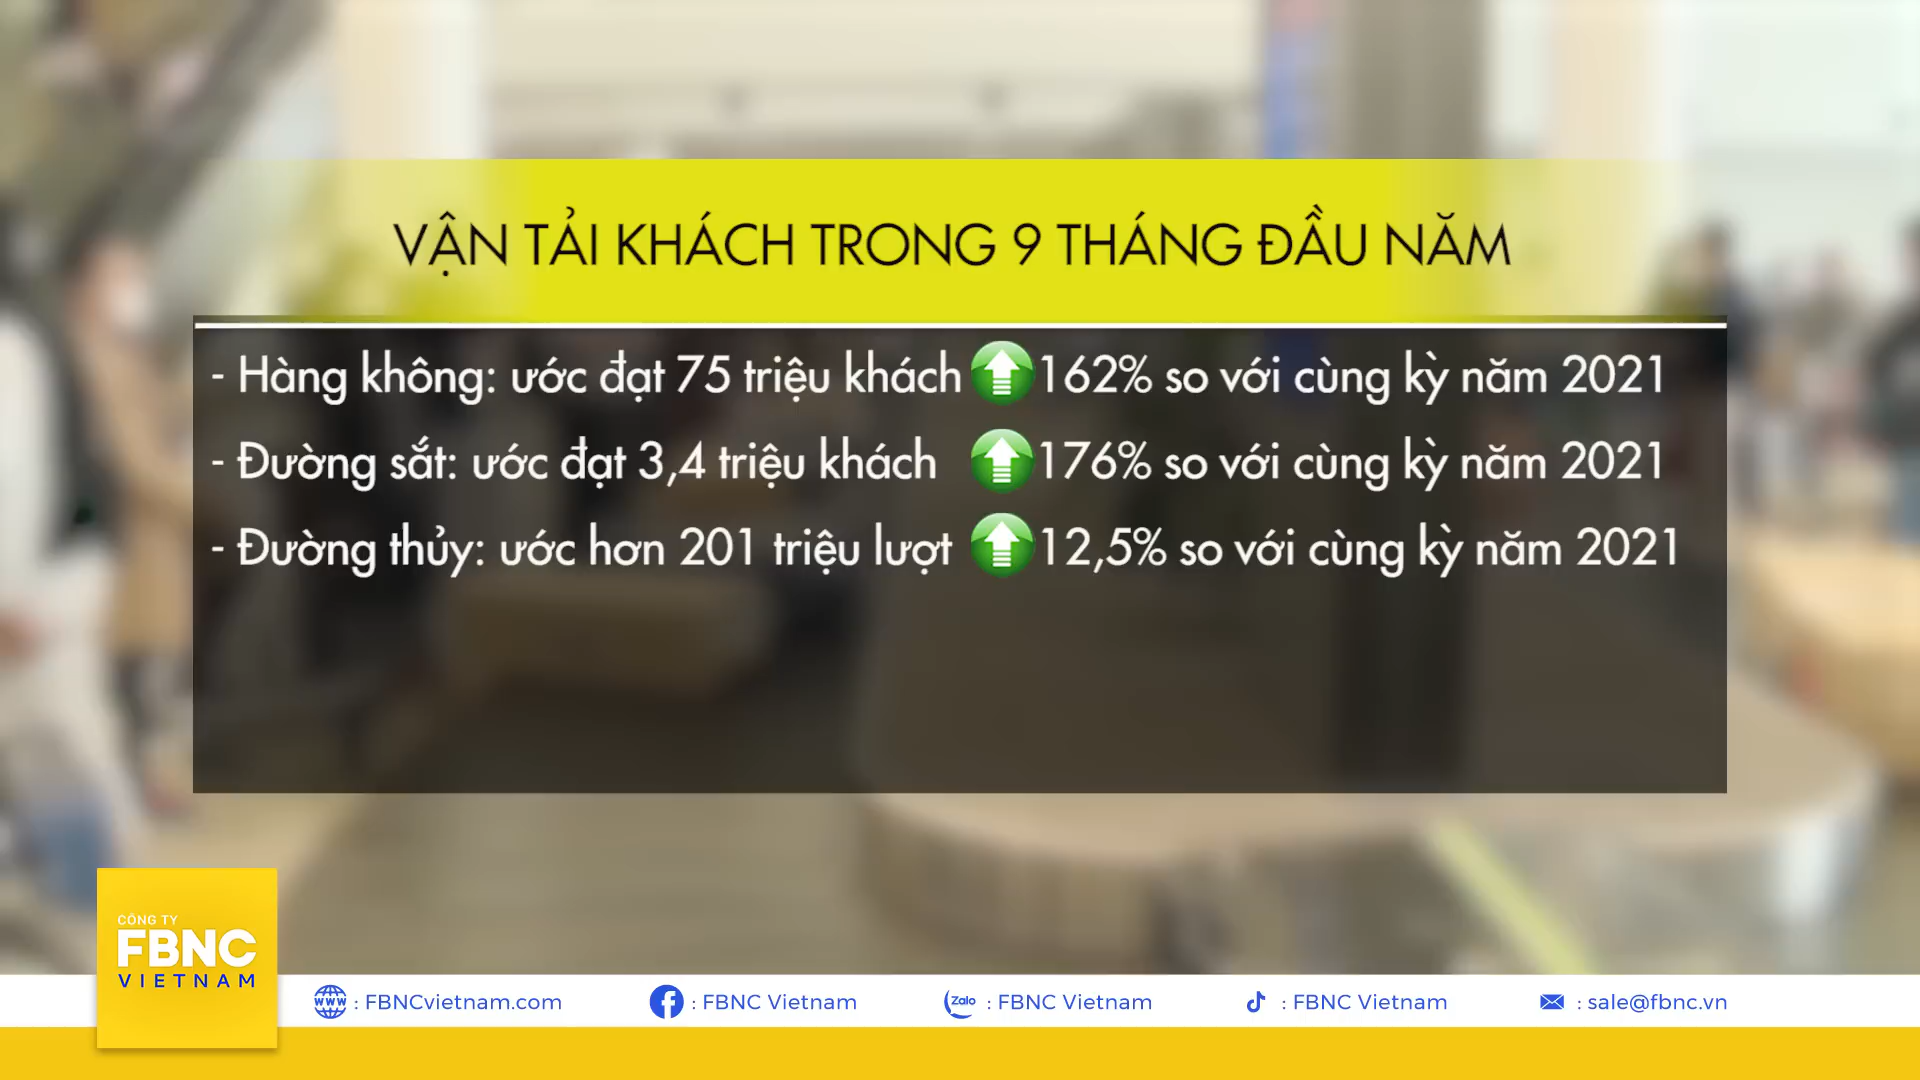 VẬN TẢI KHÁCH TRONG 9 THÁNG ĐẦU NĂM
- Hàng không: ước đạt 75 triệu khách 162% so với cùng kỳ năm 2021
- Đường sắt: ước đạt 3,4 triệu khách 176% so với cùng kỳ năm 2021
- Đường thủy: ước hơn 201 triệu lượt 12,5% so với cùng kỳ năm 2021
CÔNG TY
FBNC
VIETNAM
www : FBNCvietnam.com
: FBNC Vietnam
Zalo : FBNC Vietnam
: FBNC Vietnam
: sale@fbnc.vn